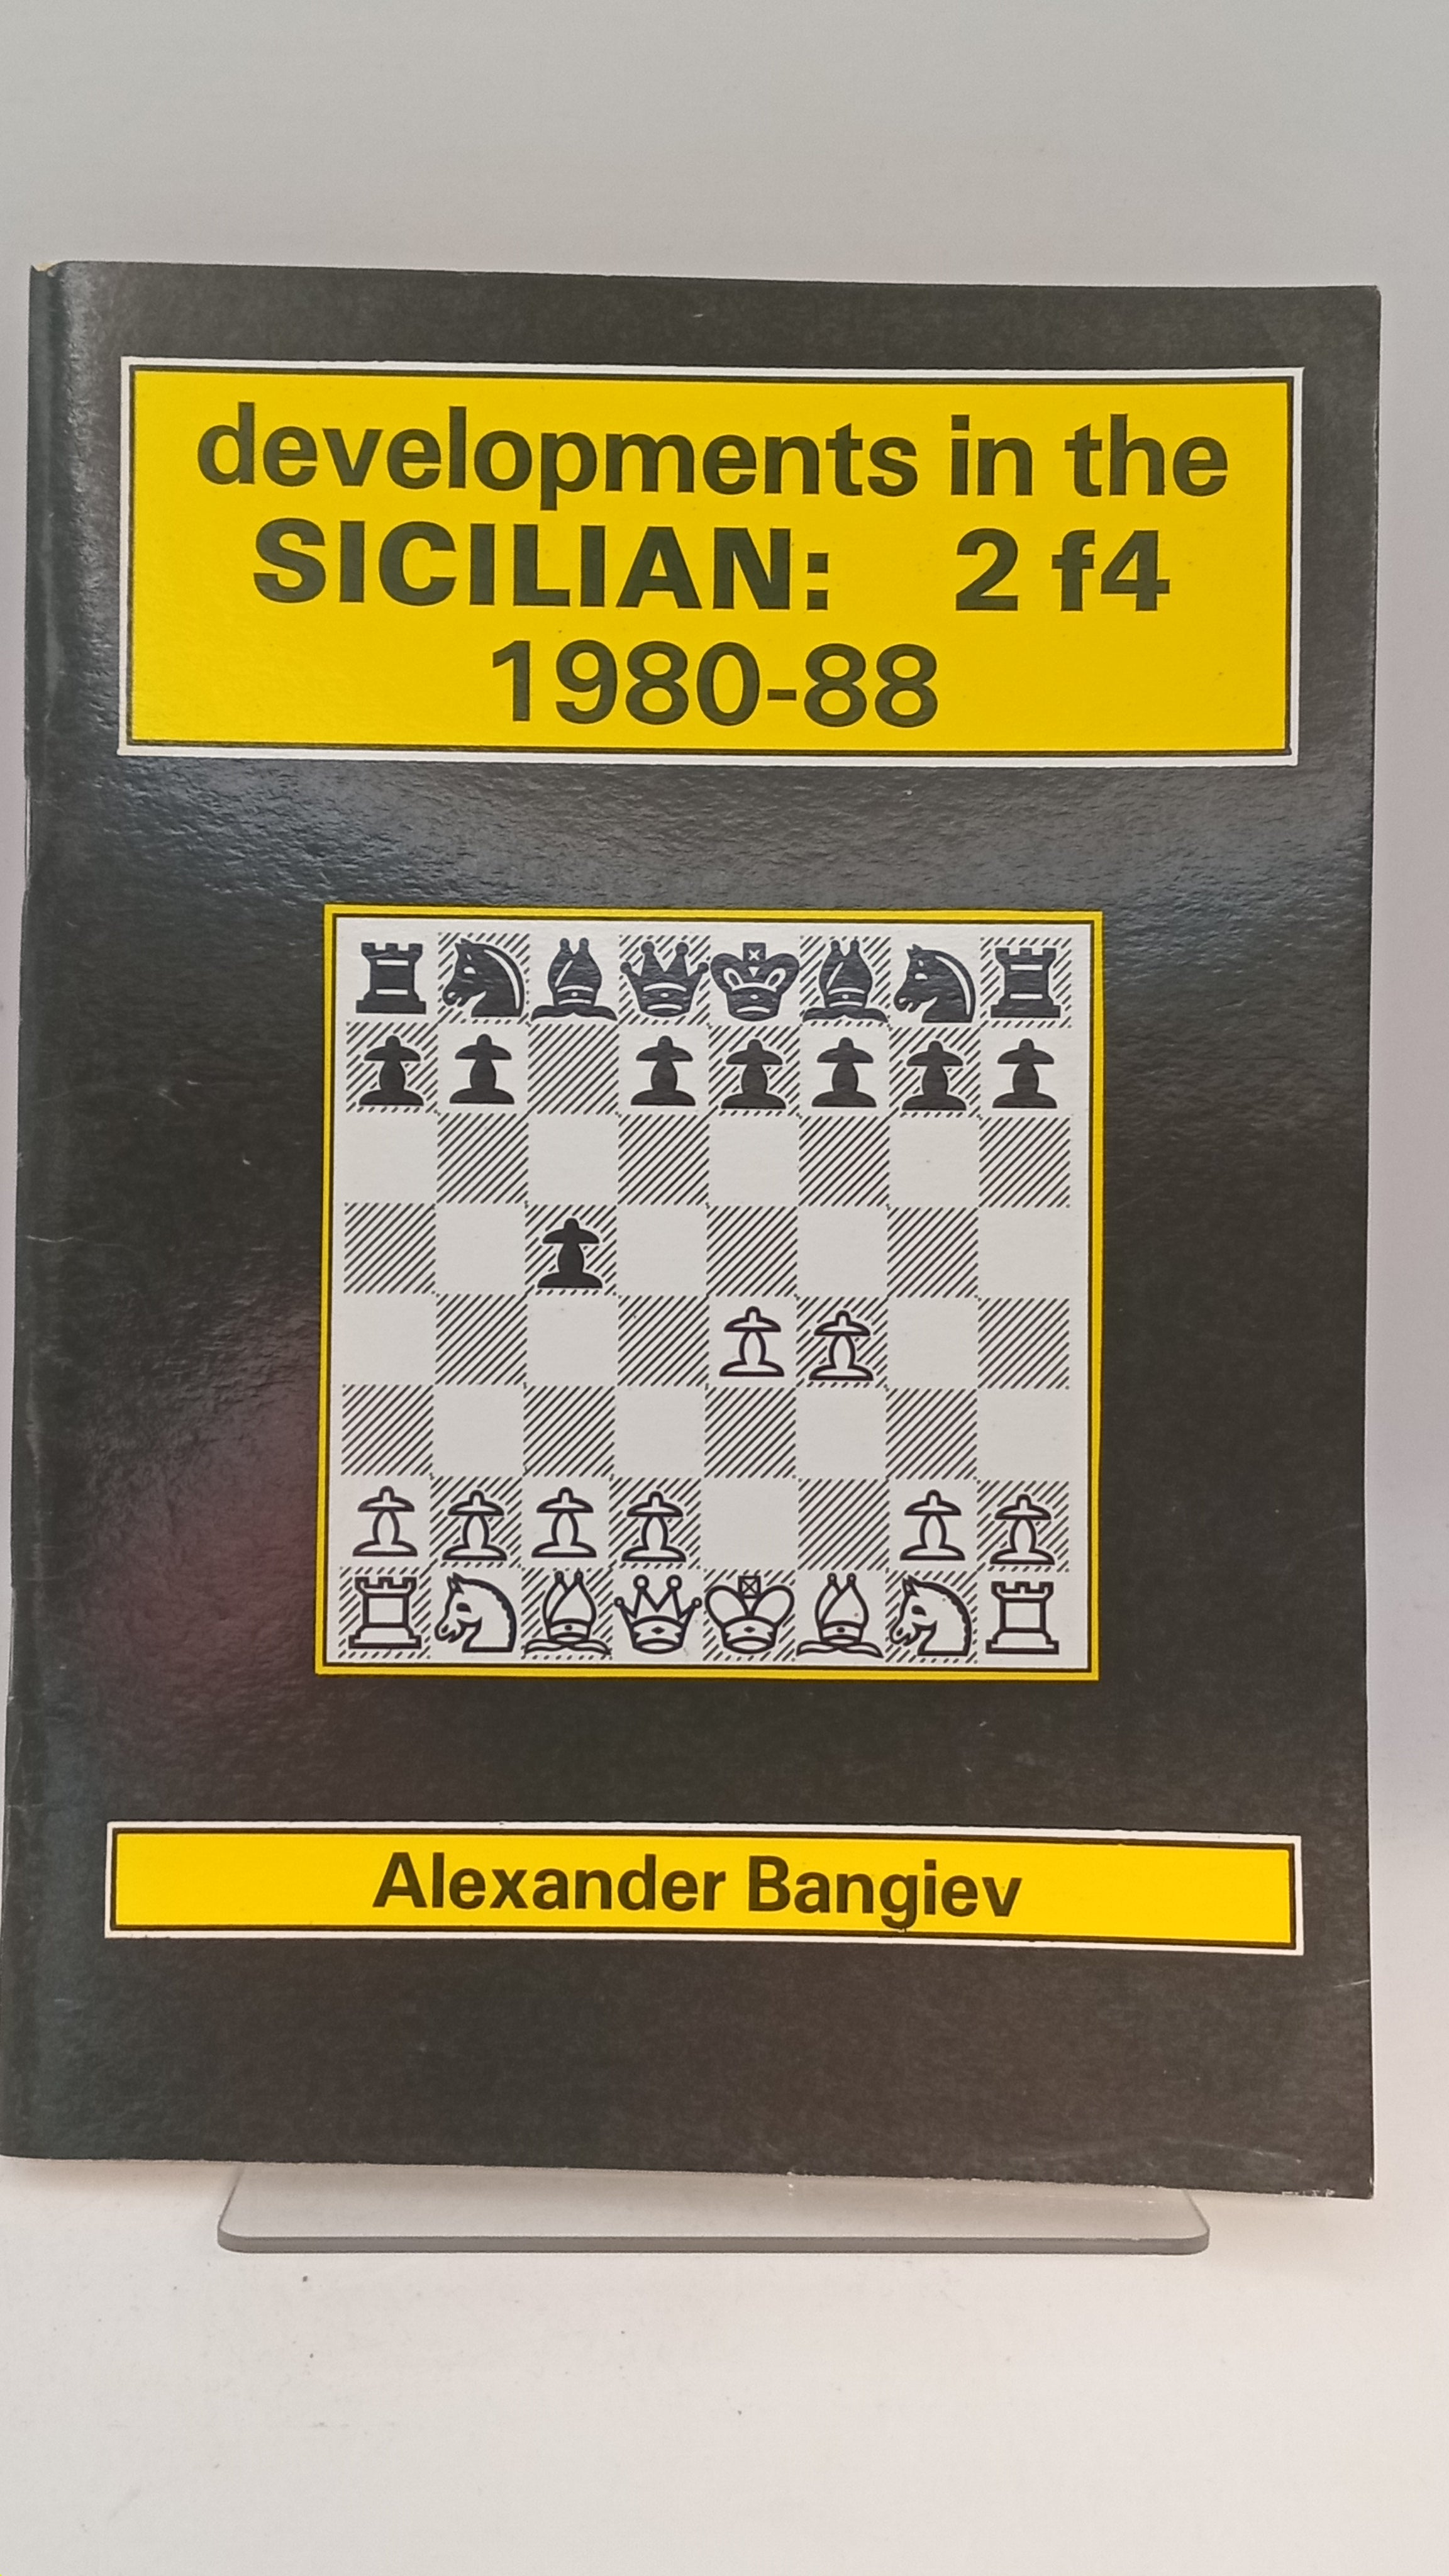 developments in the
SICILIAN: 2 f4
1980-88
Alexander Bangiev